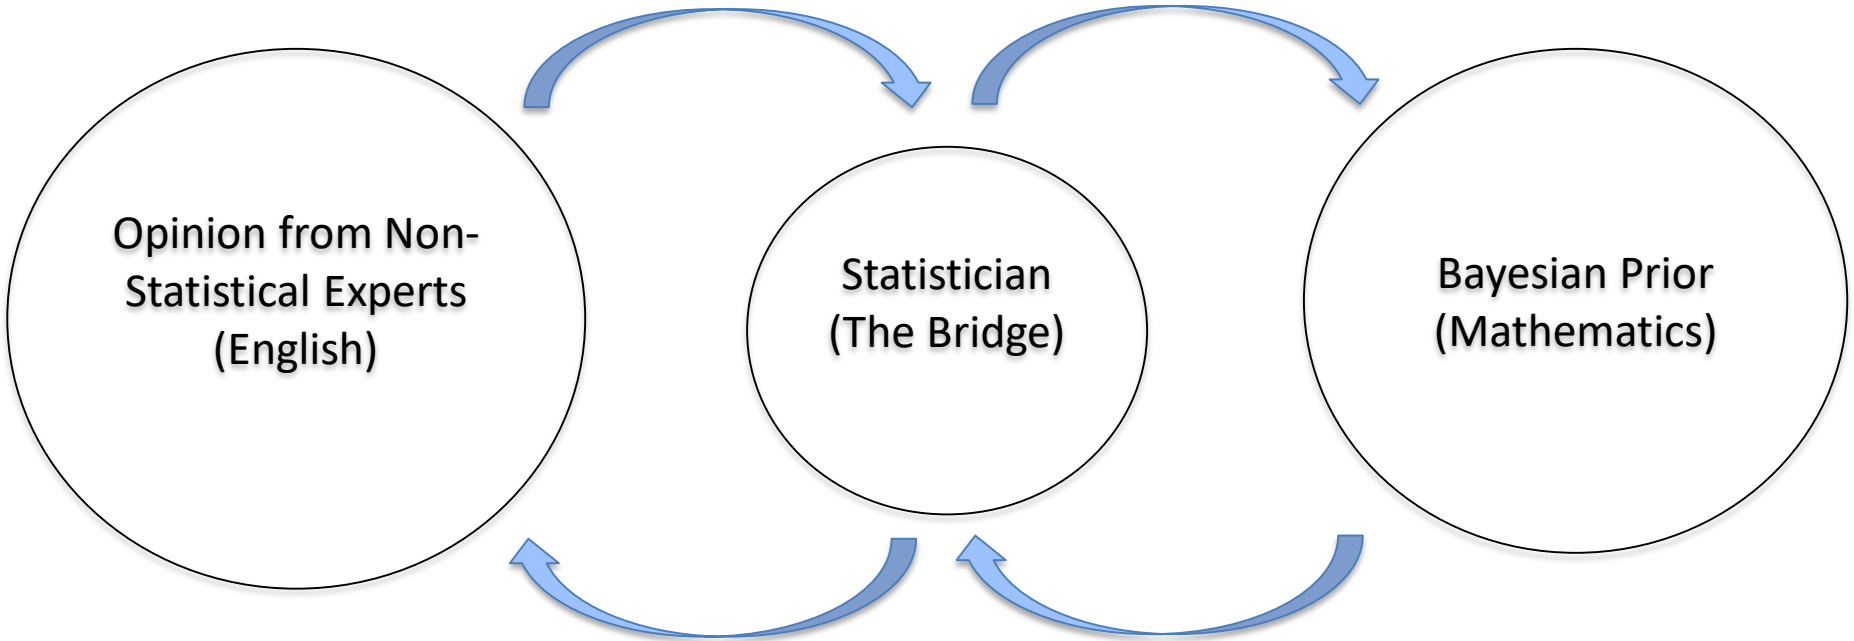 Opinion from Non-
Statistical Experts
(English)
Statistician
(The Bridge)
Bayesian Prior
(Mathematics)